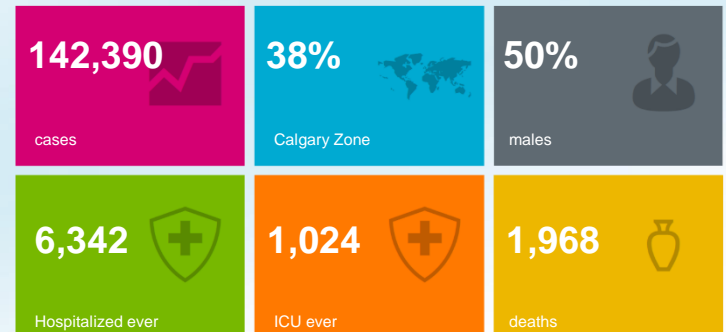 142,390
cases
38%
Calgary Zone
50%
males
6,342
Hospitalized ever
1,024
ICU ever
1,968
deaths